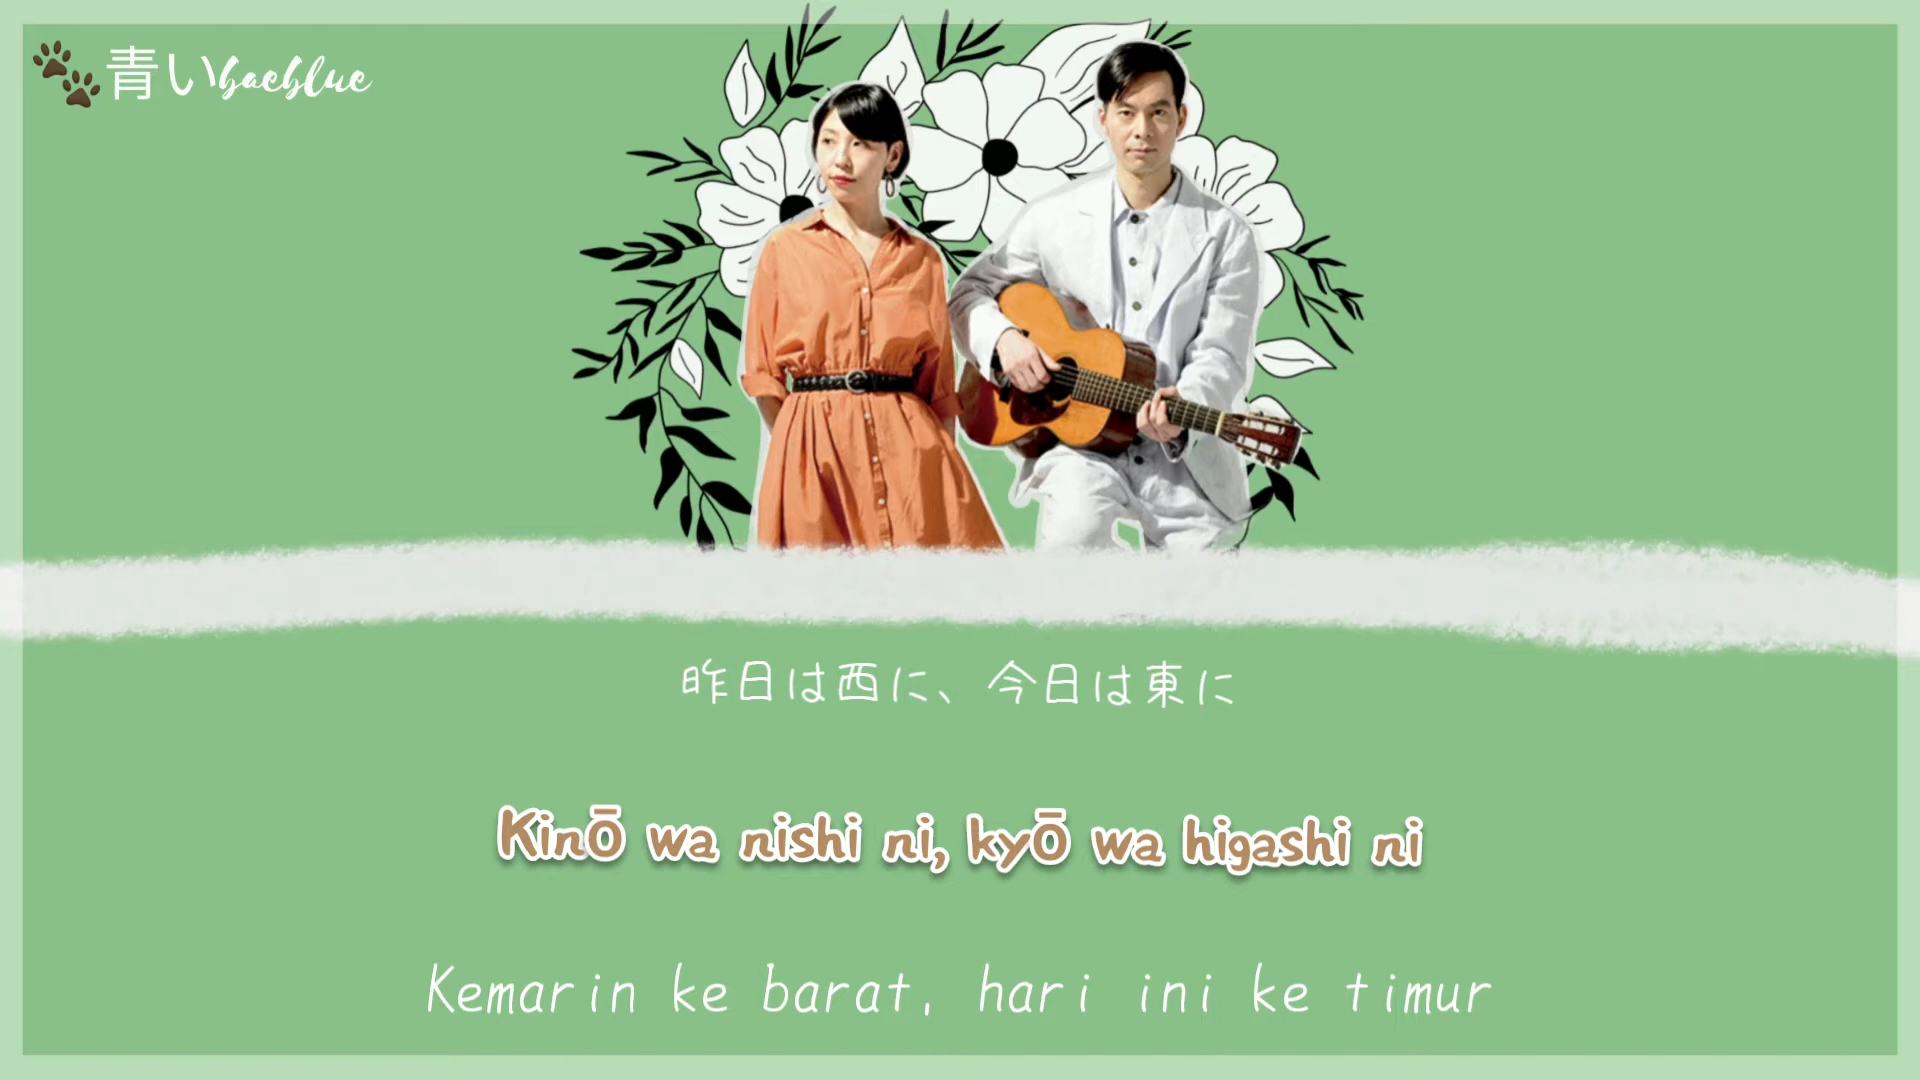 青いbaeblue
昨日は西に、今日は東に
Kinō wa nishi ni, kyō wa higashi ni
Kemarin ke barat, hari ini ke timur